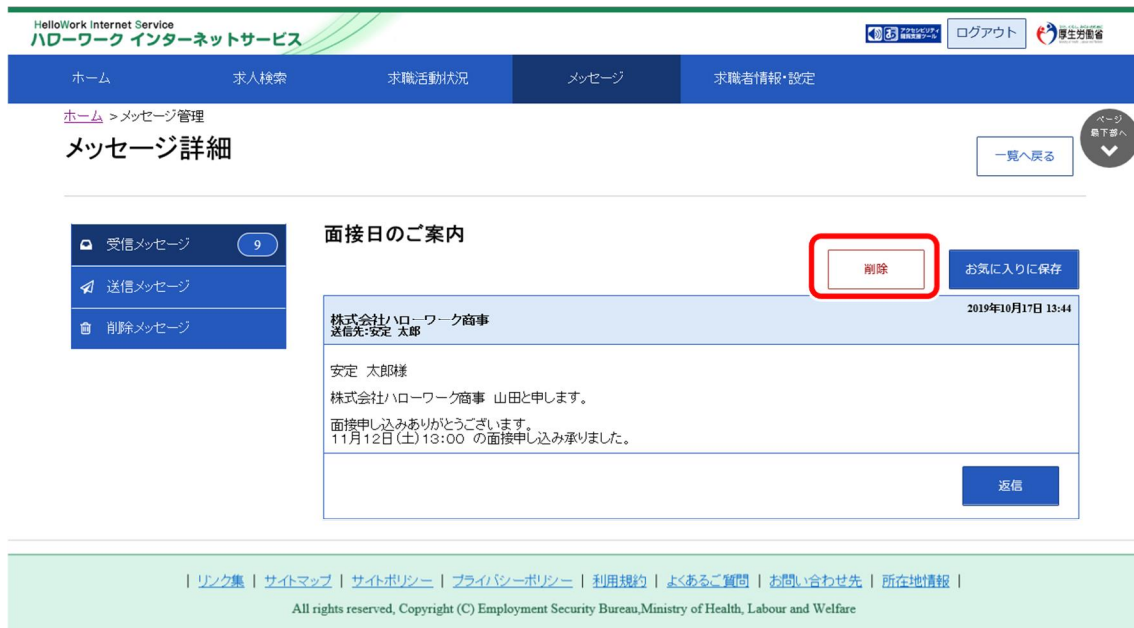 HelloWork Internet Service
ハローワーク インターネットサービス
ログアウト
厚生労働省
ホーム 求人検索 求職活動状況 メッセージ 求職者情報・設定
ホーム >メッセージ管理
ページ
最下部へ
メッセージ詳細
一覧へ戻る
受信メッセージ 9
送信メッセージ
削除メッセージ
面接日のご案内
削除 お気に入りに保存
株式会社ハローワーク商事 2019年10月17日 13:44
送信先:安定 太郎
安定 太郎様
株式会社ハローワーク商事 山田と申します。
面接申し込みありがとうございます。
11月12日(土)13:00 の面接申し込み承りました。
返信
| リンク集 | サイトマップ | サイトポリシー | プライバシーポリシー | 利用規約 | よくあるご質問 | お問い合わせ先 | 所在地情報 |
All rights reserved, Copyright (C) Employment Security Bureau,Ministry of Health, Labour and Welfare